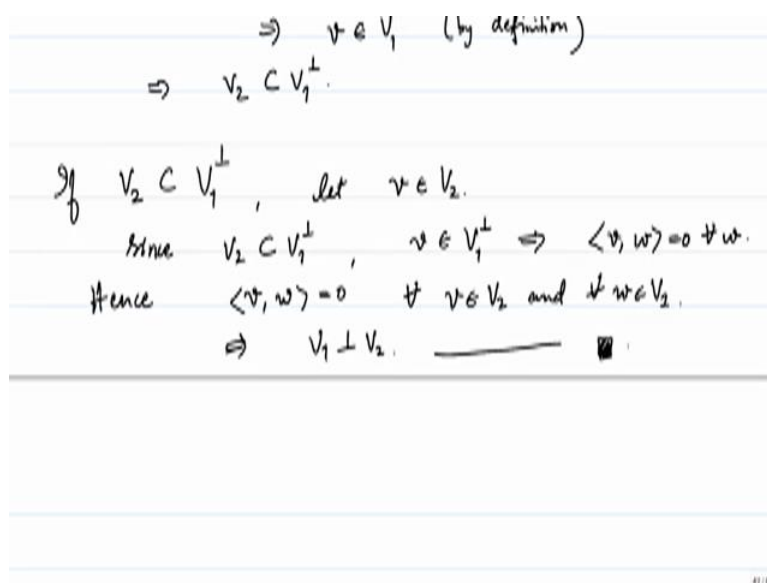 ⇒ v ∈ V₁ (by definition)
⇒ V₂ ⊂ V₁^⊥.
If V₂ ⊂ V₁^⊥, let v ∈ V₂.
Since V₂ ⊂ V₁^⊥, v ∈ V₁^⊥ ⇒ ⟨v, w⟩ = 0 ∀ w.
Hence ⟨v, w⟩ = 0 ∀ v ∈ V₂ and ∀ w ∈ V₂.
⇒ V₁ ⊥ V₂. ——— ■.